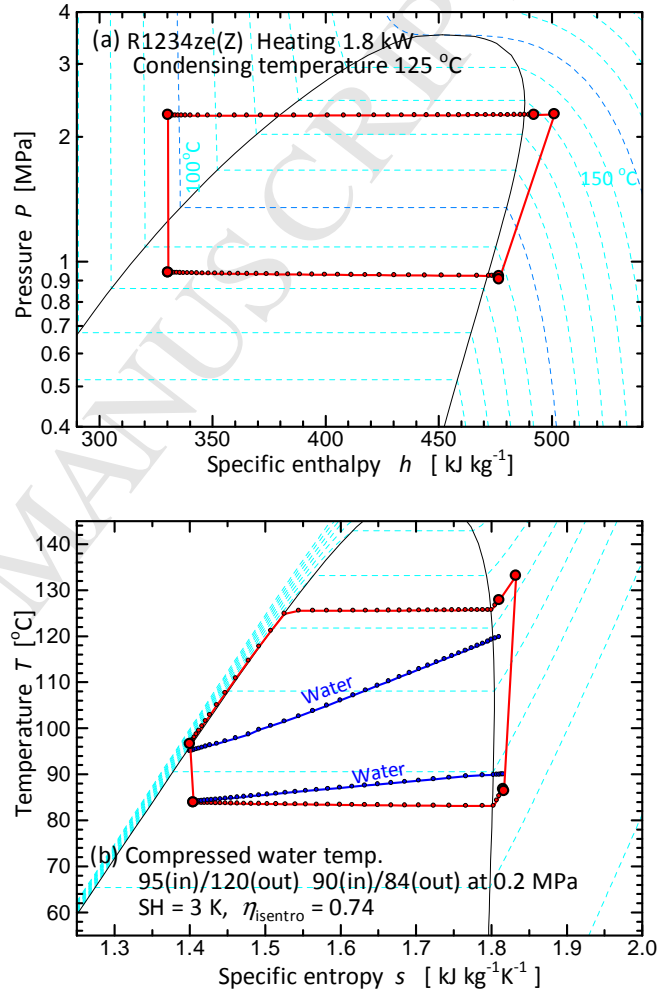 MANUSCRIP
(a) R1234ze(Z) Heating 1.8 kW
Condensing temperature 125 °C
4
3
2
1
0.9
0.8
0.7
0.6
0.5
0.4
Pressure P [MPa]
100°C
150 °C
300 350 400 450 500
Specific enthalpy h [ kJ kg⁻¹]
140
130
120
110
100
90
80
70
60
Temperature T [°C]
Water
Water
(b) Compressed water temp.
95(in)/120(out) 90(in)/84(out) at 0.2 MPa
SH = 3 K, ηisentro = 0.74
1.3 1.4 1.5 1.6 1.7 1.8 1.9 2.0
Specific entropy s [ kJ kg⁻¹K⁻¹]